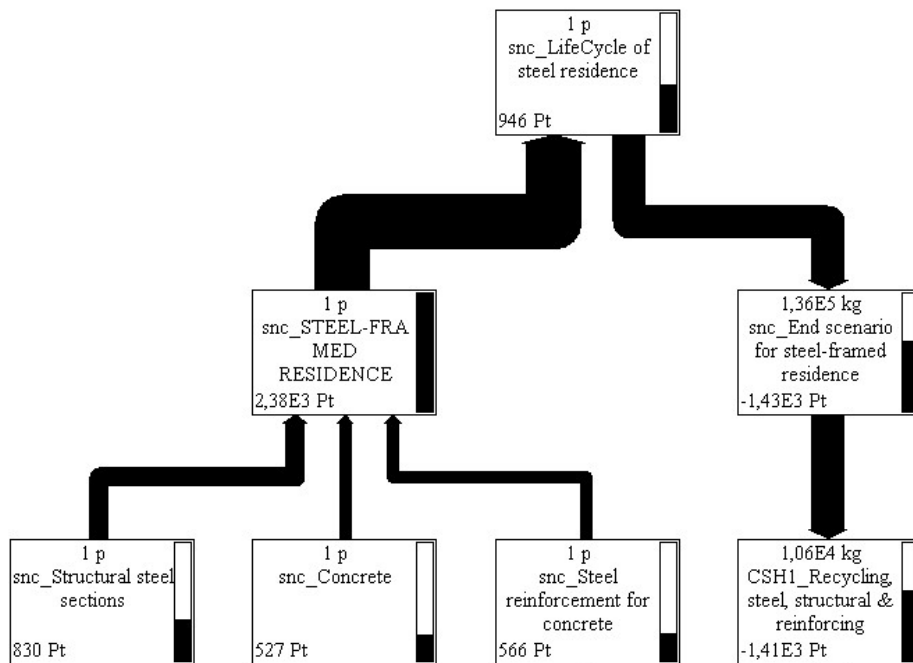 1 p
snc_LifeCycle of
steel residence
946 Pt
1 p
snc_STEEL-FRA
MED
RESIDENCE
2,38E3 Pt
1,36E5 kg
snc_End scenario
for steel-framed
residence
-1,43E3 Pt
1 p
snc_Structural steel
sections
830 Pt
1 p
snc_Concrete
527 Pt
1 p
snc_Steel
reinforcement for
concrete
566 Pt
1,06E4 kg
CSH1_Recycling,
steel, structural &
reinforcing
-1,41E3 Pt